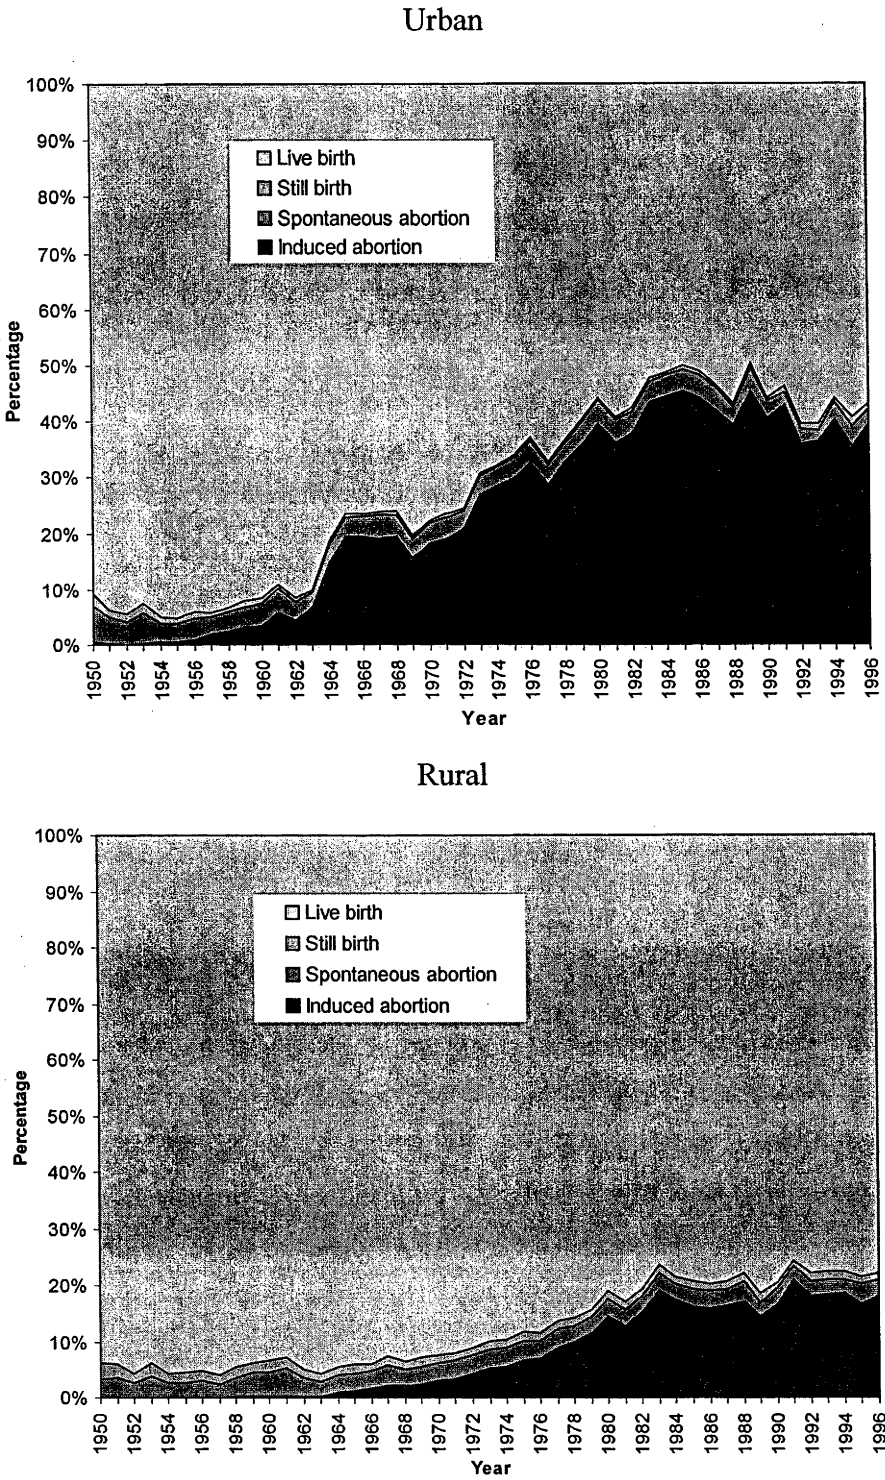 Urban
100%
90%
80%
70%
60%
50%
40%
30%
20%
10%
0%
Percentage
Live birth
Still birth
Spontaneous abortion
Induced abortion
1950 1952 1954 1956 1958 1960 1962 1964 1966 1968 1970 1972 1974 1976 1978 1980 1982 1984 1986 1988 1990 1992 1994 1996
Year
Rural
100%
90%
80%
70%
60%
50%
40%
30%
20%
10%
0%
Percentage
Live birth
Still birth
Spontaneous abortion
Induced abortion
1950 1952 1954 1956 1958 1960 1962 1964 1966 1968 1970 1972 1974 1976 1978 1980 1982 1984 1986 1988 1990 1992 1994 1996
Year